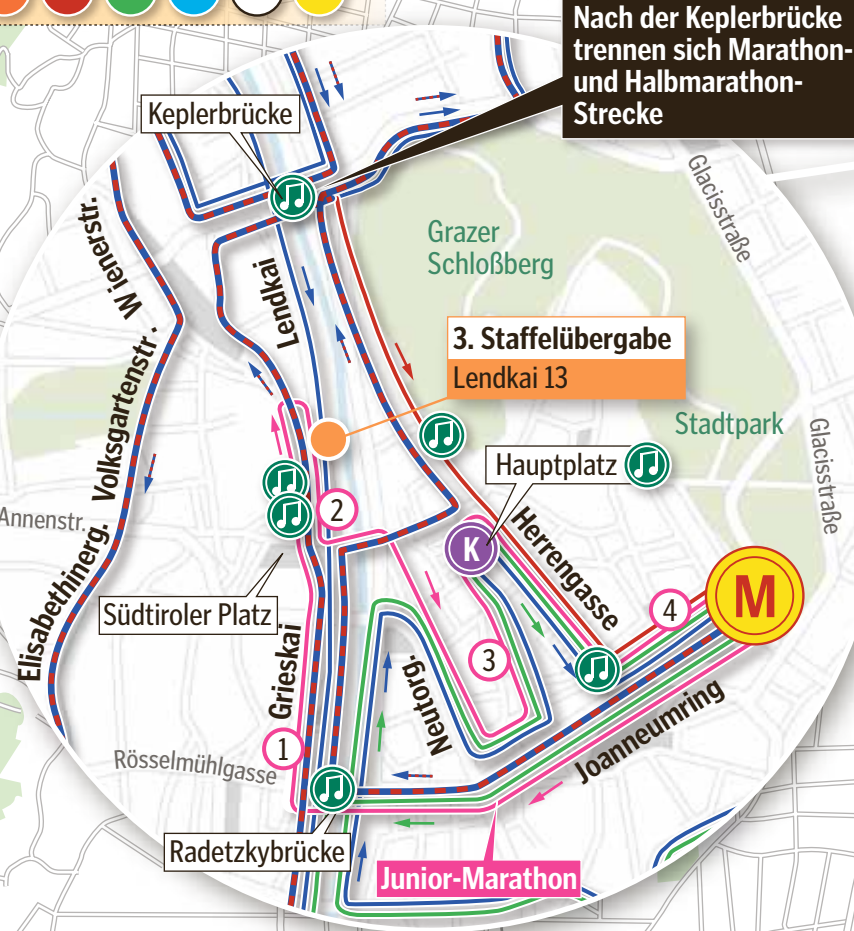 Nach der Keplerbrücke
trennen sich Marathon-
und Halbmarathon-
Strecke
Keplerbrücke
Glacisstraße
Grazer
Schloßberg
Wienerstr.
Lendkai
3. Staffelübergabe
Lendkai 13
Stadtpark
Glacisstraße
Volksgartenstr.
Hauptplatz
Annenstr.
2
K
Herrengasse
M
Elisabethinerg.
Südtiroler Platz
4
Grieskai
3
Neutorg.
Joanneumring
1
Rösselmühlgasse
Radetzkybrücke
Junior-Marathon